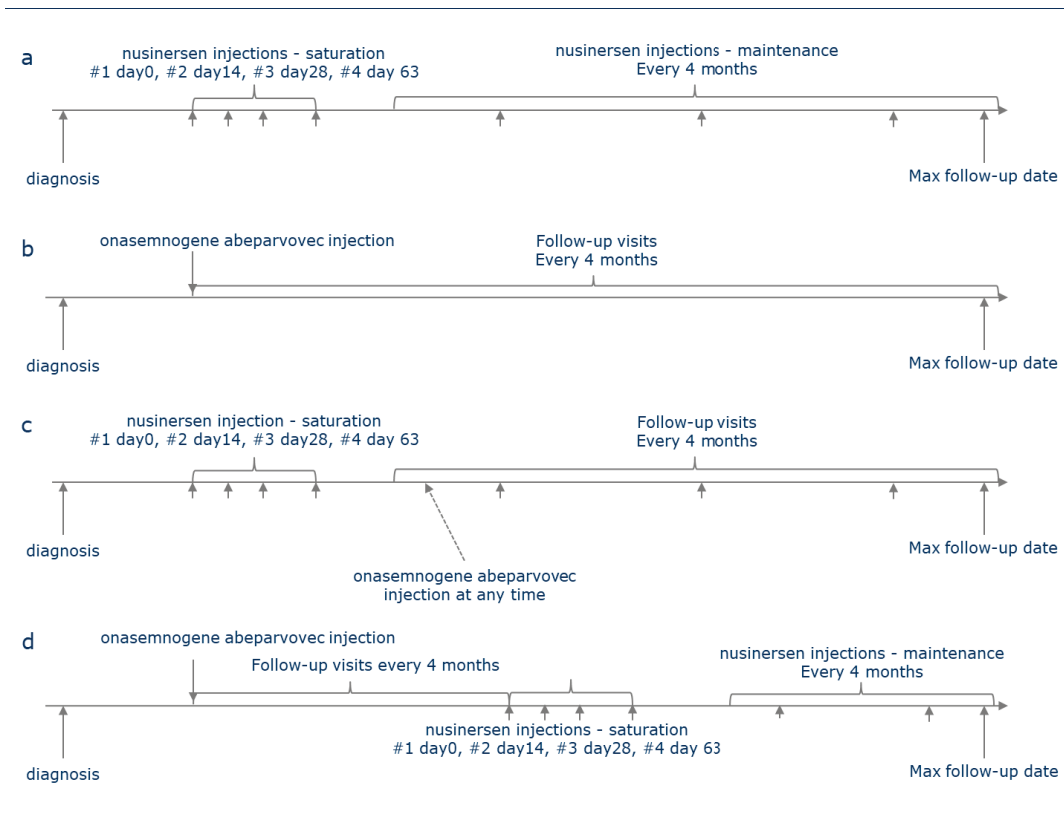 a
nusinersen injections - saturation
#1 day0, #2 day14, #3 day28, #4 day 63
nusinersen injections - maintenance
Every 4 months
diagnosis
Max follow-up date
b
onasemnogene abeparvovec injection
Follow-up visits
Every 4 months
diagnosis
Max follow-up date
c
nusinersen injection - saturation
#1 day0, #2 day14, #3 day28, #4 day 63
Follow-up visits
Every 4 months
diagnosis
Max follow-up date
onasemnogene abeparvovec
injection at any time
d
onasemnogene abeparvovec injection
Follow-up visits every 4 months
nusinersen injections - maintenance
Every 4 months
nusinersen injections - saturation
#1 day0, #2 day14, #3 day28, #4 day 63
diagnosis
Max follow-up date